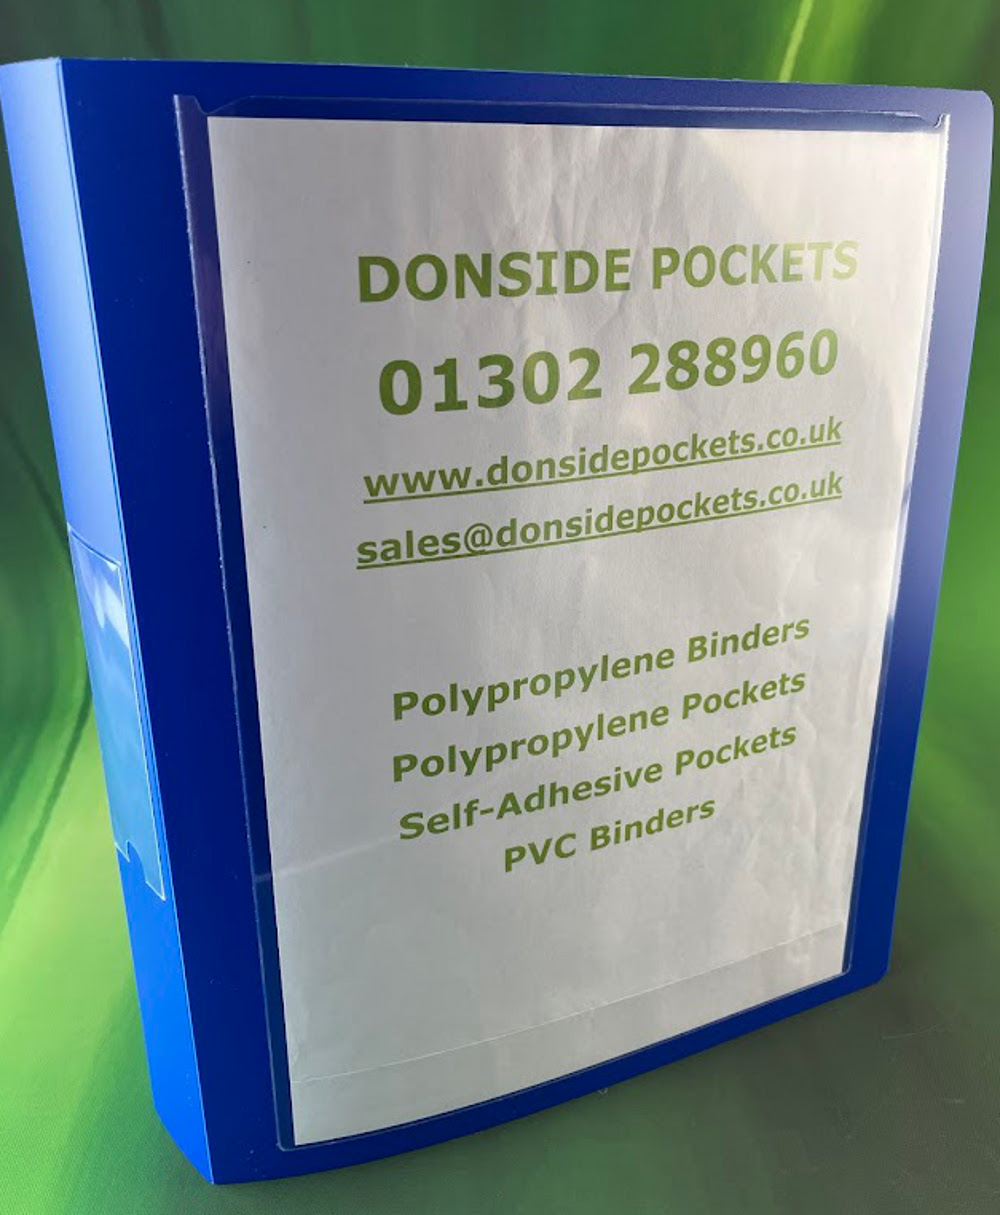 DONSIDE POCKETS
01302 288960
www.donsidepockets.co.uk
sales@donsidepockets.co.uk
Polypropylene Binders
Polypropylene Pockets
Self-Adhesive Pockets
PVC Binders